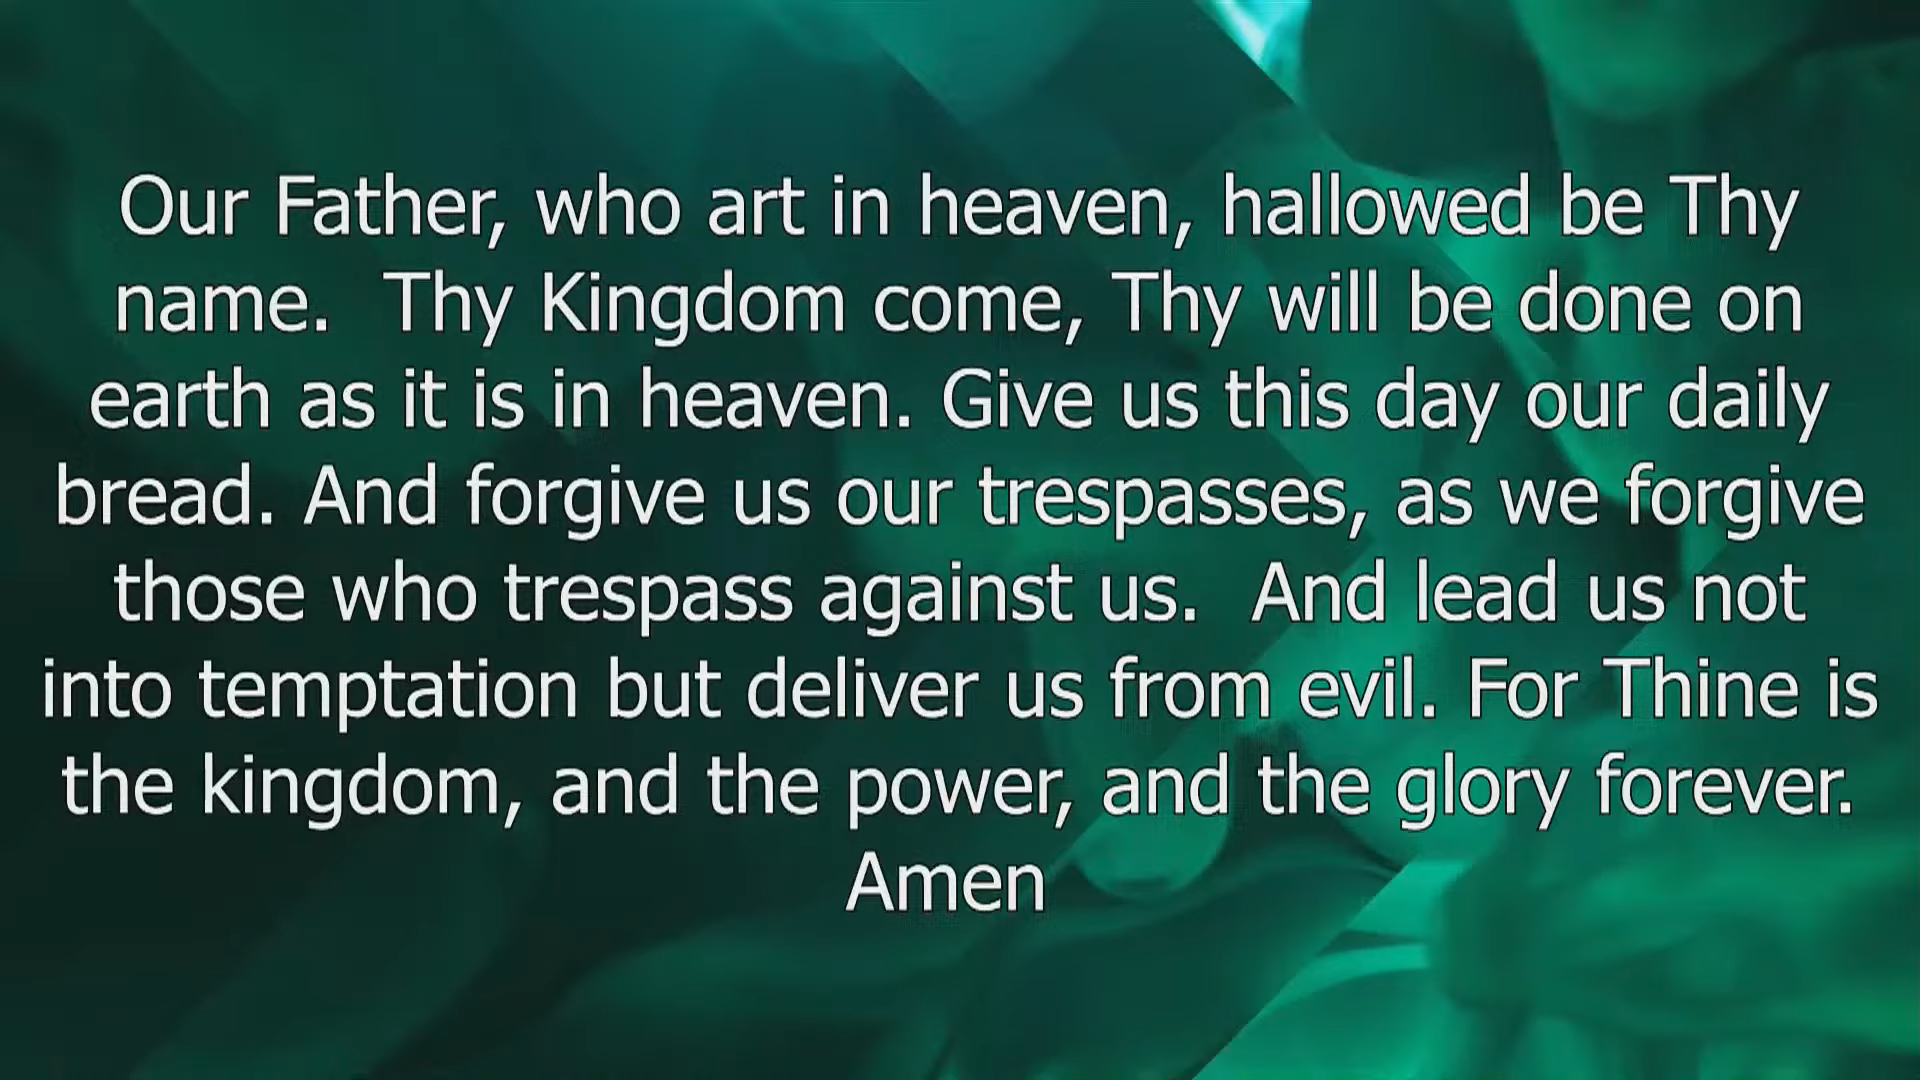 Our Father, who art in heaven, hallowed be Thy
name.  Thy Kingdom come, Thy will be done on
earth as it is in heaven. Give us this day our daily
bread. And forgive us our trespasses, as we forgive
those who trespass against us.  And lead us not
into temptation but deliver us from evil. For Thine is
the kingdom, and the power, and the glory forever.
Amen